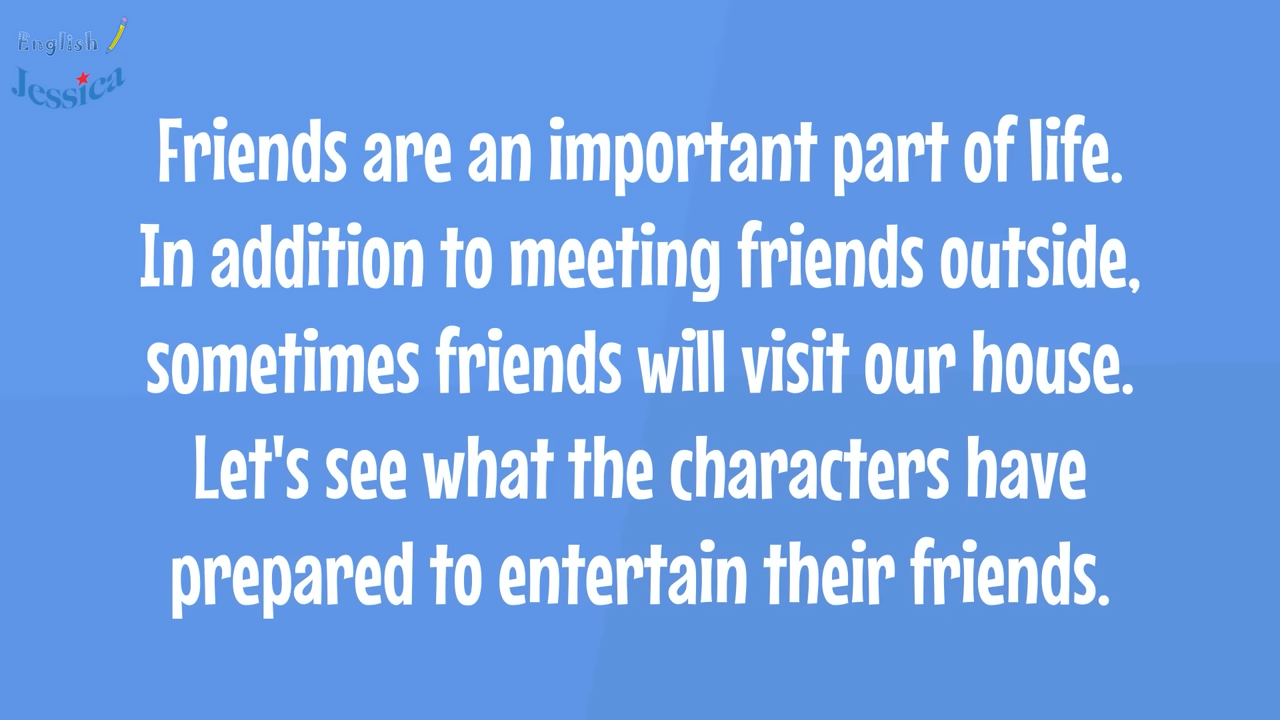 English
Jessica
Friends are an important part of life.
In addition to meeting friends outside,
sometimes friends will visit our house.
Let's see what the characters have
prepared to entertain their friends.